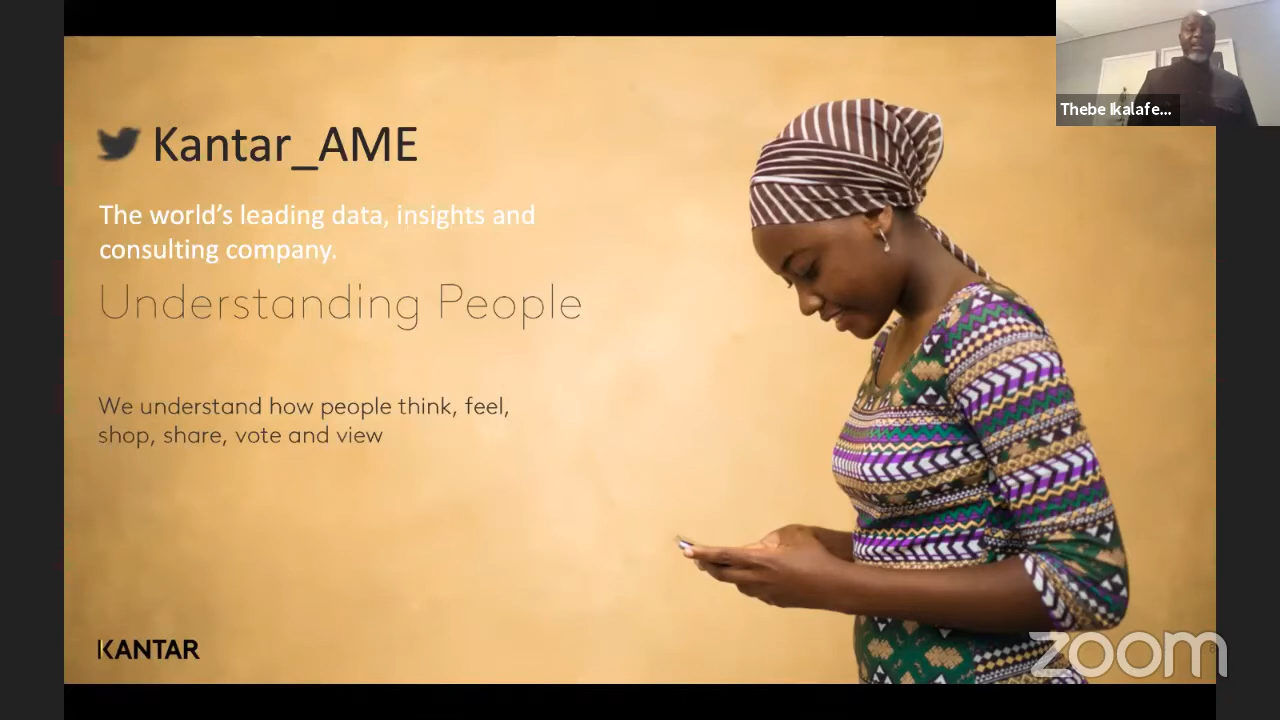 Thebe Ikalafe...
Kantar_AME
The world's leading data, insights and
consulting company.
Understanding People
We understand how people think, feel,
shop, share, vote and view
KANTAR
zoom
8